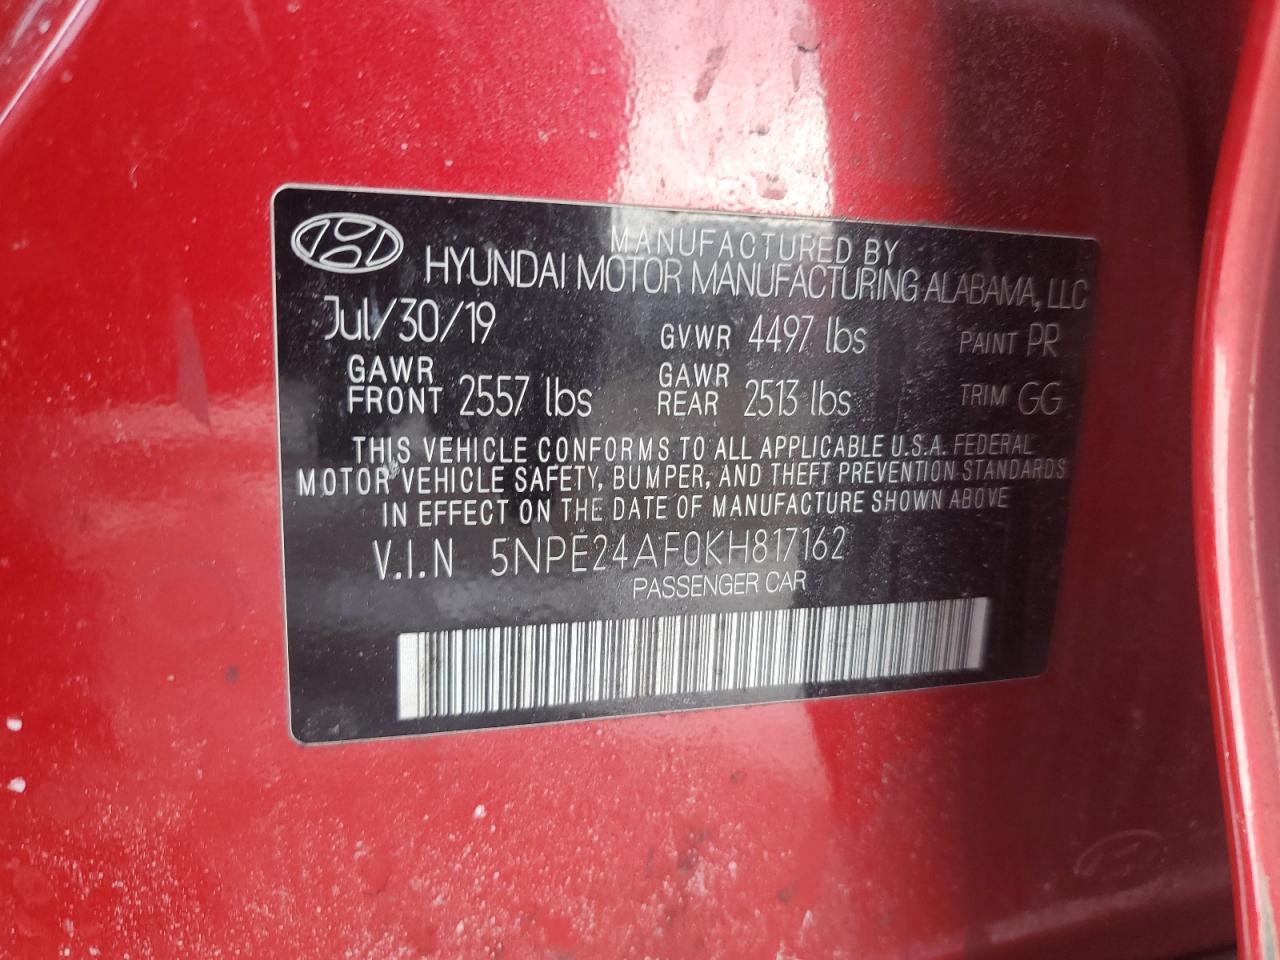 MANUFACTURED BY
HYUNDAI MOTOR MANUFACTURING ALABAMA, LLC
Jul/30/19 GVWR 4497 lbs PAINT PR
GAWR FRONT 2557 lbs GAWR REAR 2513 lbs TRIM GG
THIS VEHICLE CONFORMS TO ALL APPLICABLE U.S.A. FEDERAL
MOTOR VEHICLE SAFETY, BUMPER, AND THEFT PREVENTION STANDARDS
IN EFFECT ON THE DATE OF MANUFACTURE SHOWN ABOVE
V.I.N 5NPE24AF0KH817162
PASSENGER CAR